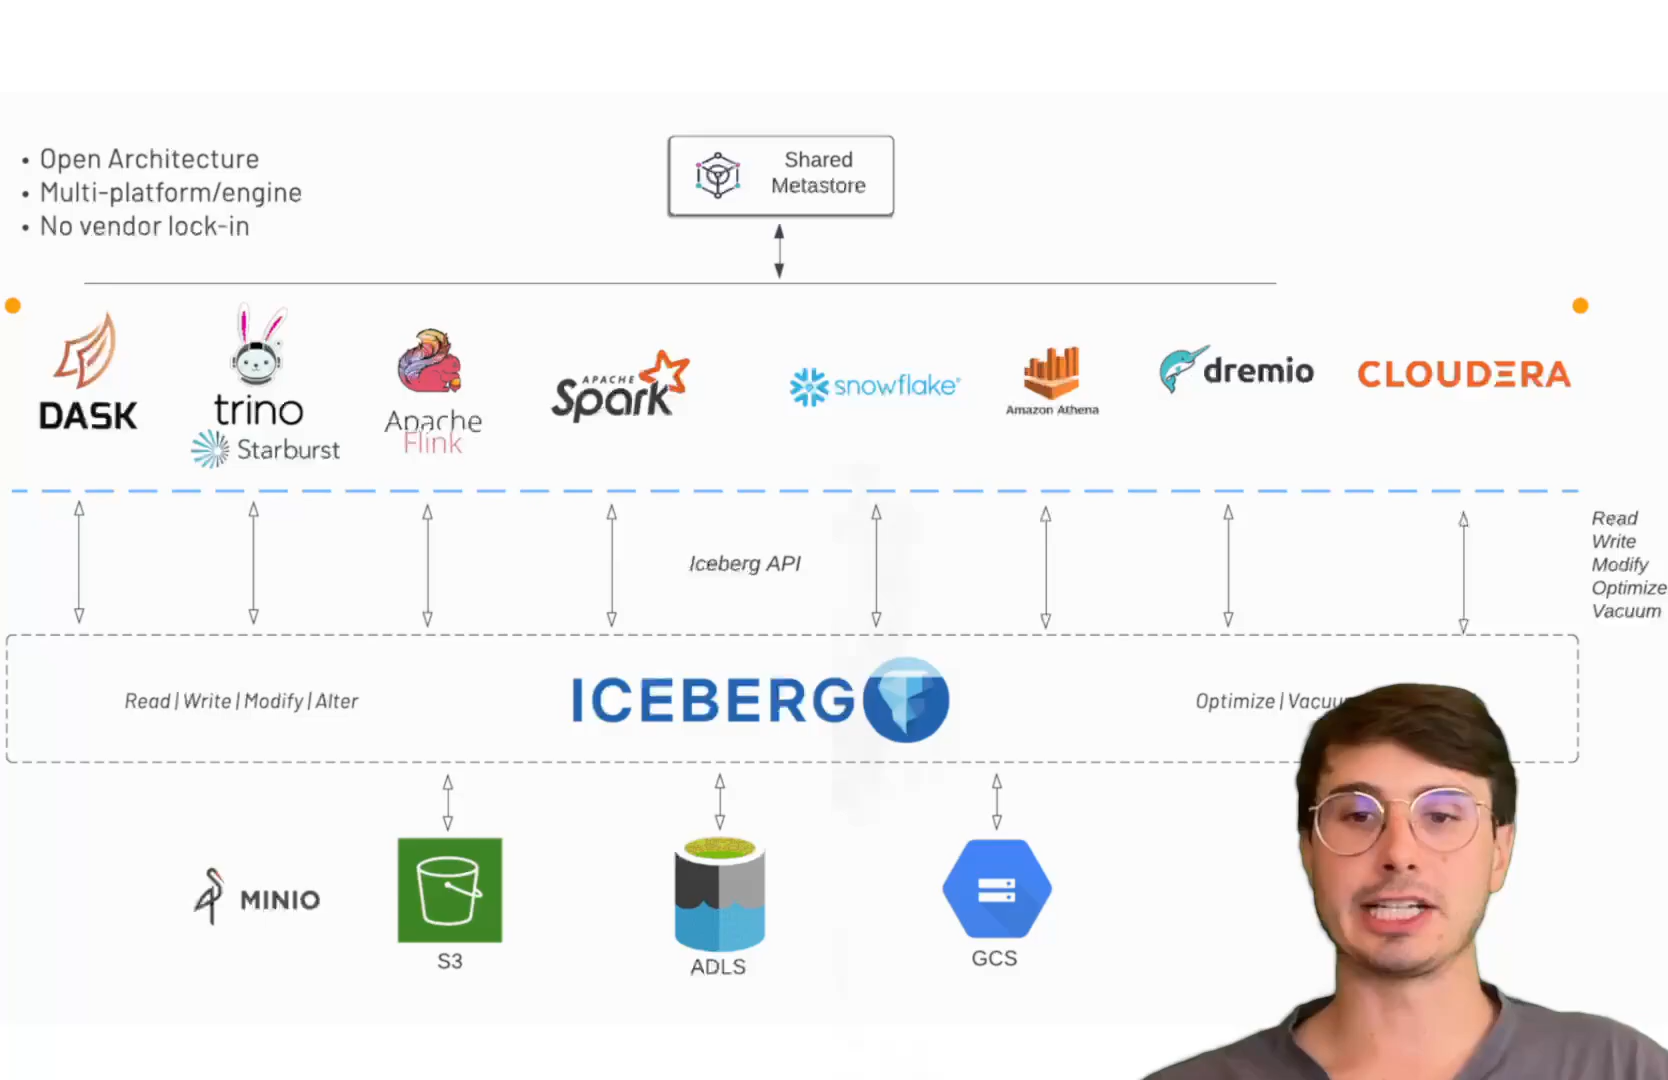 • Open Architecture
• Multi-platform/engine
• No vendor lock-in
Shared
Metastore
DASK
trino
Starburst
Apache
Flink
APACHE
Spark
snowflake®
Amazon Athena
dremio
CLOUDERA
Iceberg API
Read
Write
Modify
Optimize
Vacuum
Read | Write | Modify | Alter
ICEBERG
Optimize |
MINIO
S3
ADLS
GCS